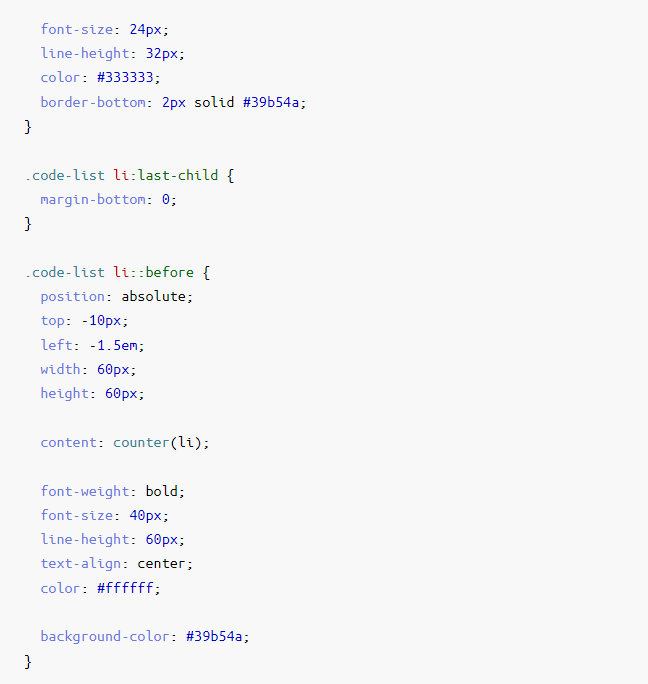 font-size: 24px;
line-height: 32px;
color: #333333;
border-bottom: 2px solid #39b54a;
}
.code-list li:last-child {
margin-bottom: 0;
}
.code-list li::before {
position: absolute;
top: -10px;
left: -1.5em;
width: 60px;
height: 60px;
content: counter(li);
font-weight: bold;
font-size: 40px;
line-height: 60px;
text-align: center;
color: #ffffff;
background-color: #39b54a;
}